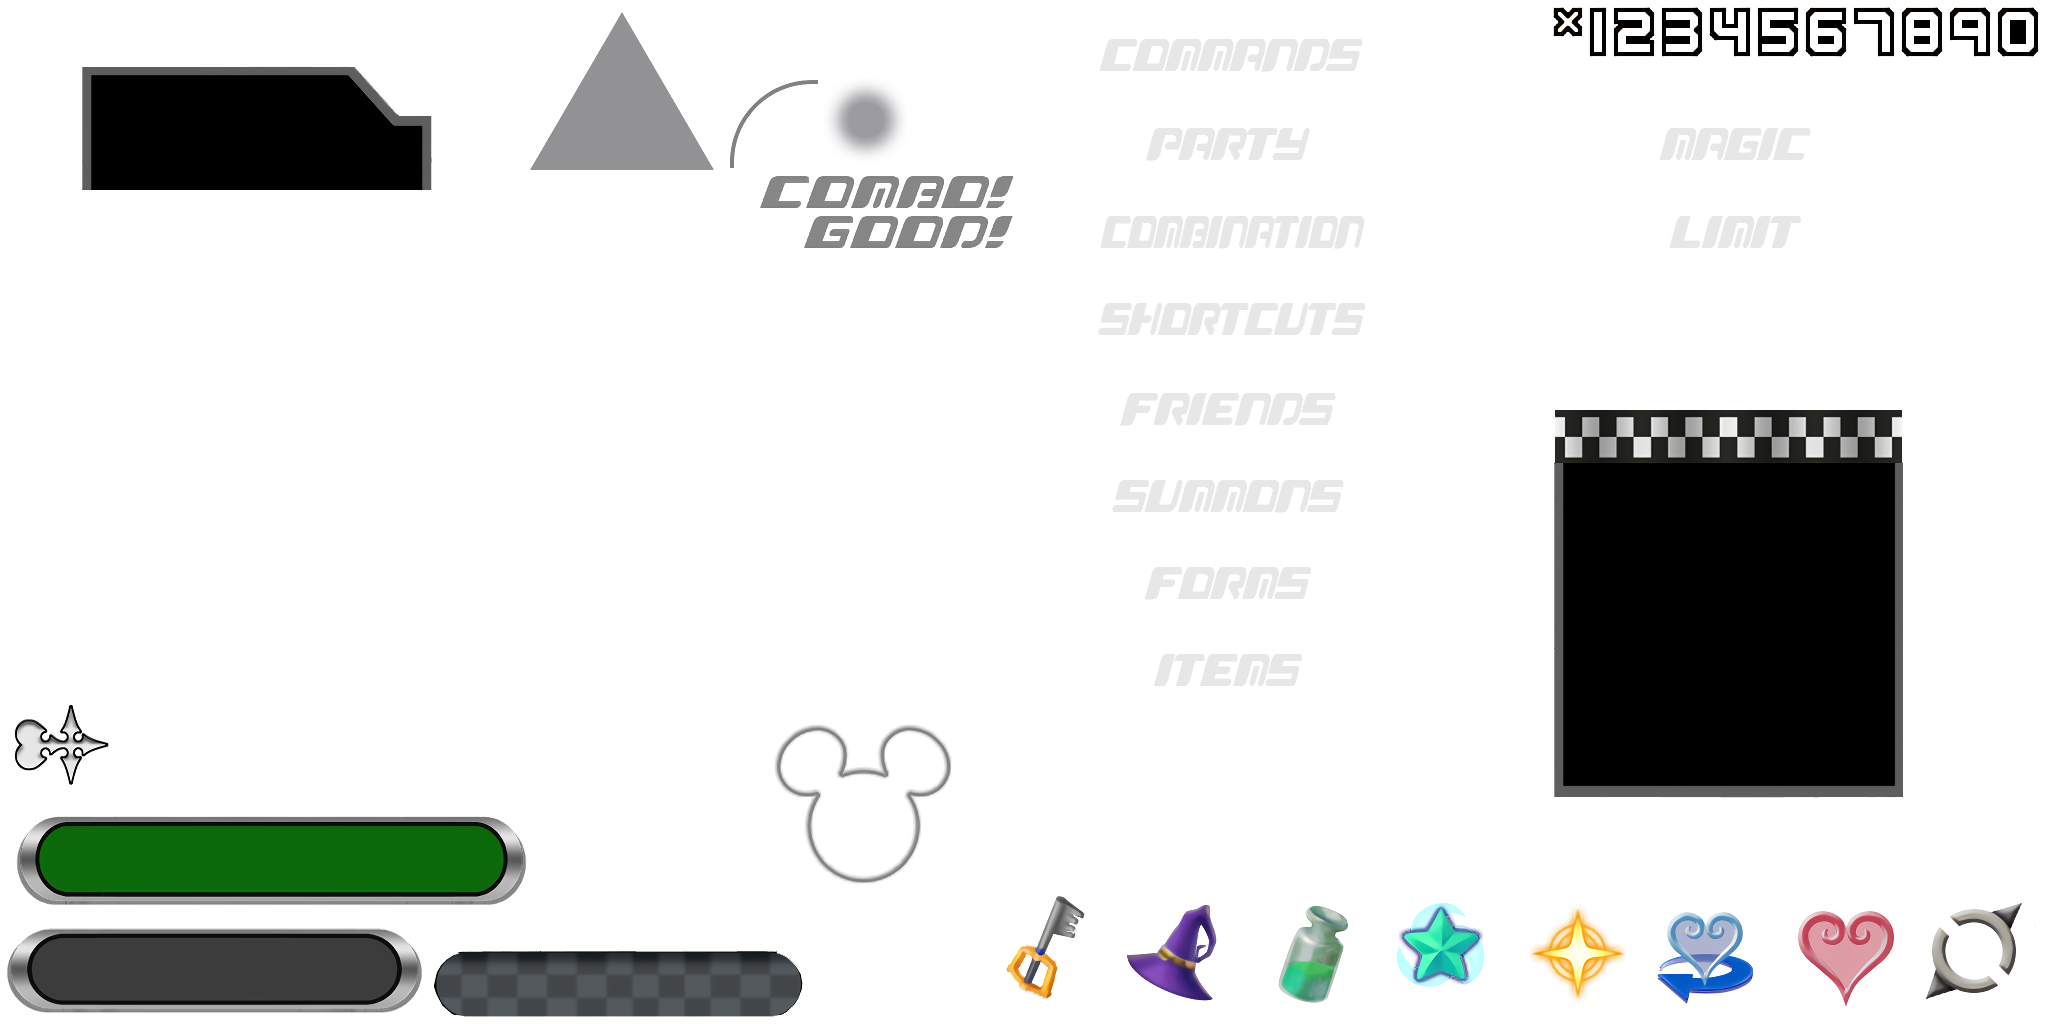 ×1234567890
COMMANDS
PARTY
MAGIC
COMBO!
GOOD!
COMBINATION
LIMIT
SHORTCUTS
FRIENDS
SUMMONS
FORMS
ITEMS